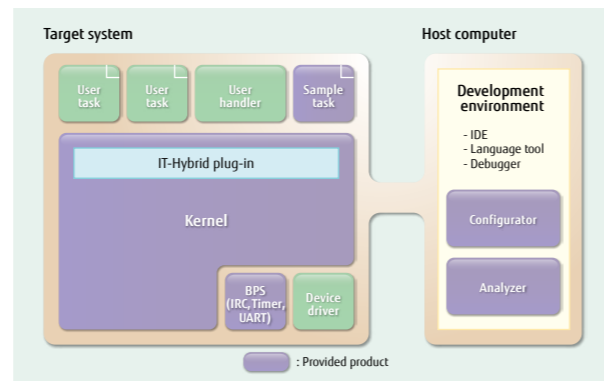 Target system
Host computer
User
task
User
task
User
handler
Sample
task
IT-Hybrid plug-in
Kernel
BPS
(IRC,Timer,
UART)
Device
driver
Development
environment
- IDE
- Language tool
- Debugger
Configurator
Analyzer
: Provided product